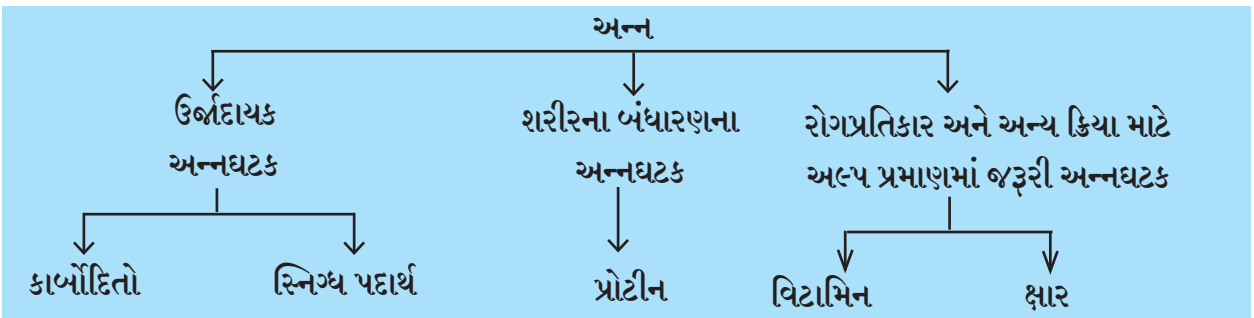 અન્ન
ઉર્જાદાયક
અન્નઘટક
શરીરના બંધારણના
અન્નઘટક
રોગપ્રતિકાર અને અન્ય ક્રિયા માટે
અલ્પ પ્રમાણમાં જરૂરી અન્નઘટક
કાર્બોદિતો
સ્નિગ્ધ પદાર્થ
પ્રોટીન
વિટામિન
ક્ષાર